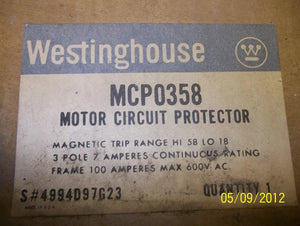 Westinghouse
MCP0358
MOTOR CIRCUIT PROTECTOR
MAGNETIC TRIP RANGE HI 58 LO 18
3 POLE 7 AMPERES CONTINUOUS RATING
FRAME 100 AMPERES MAX 600V AC.
S#4994D97G23 QUANTITY 1
05/09/2012